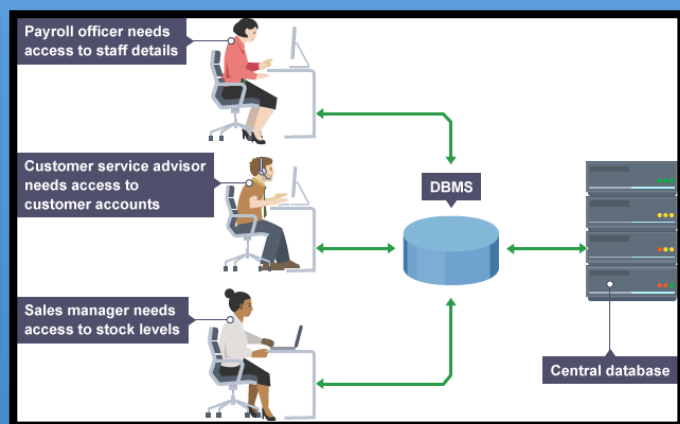 Payroll officer needs
access to staff details
Customer service advisor
needs access to
customer accounts
DBMS
Sales manager needs
access to stock levels
Central database